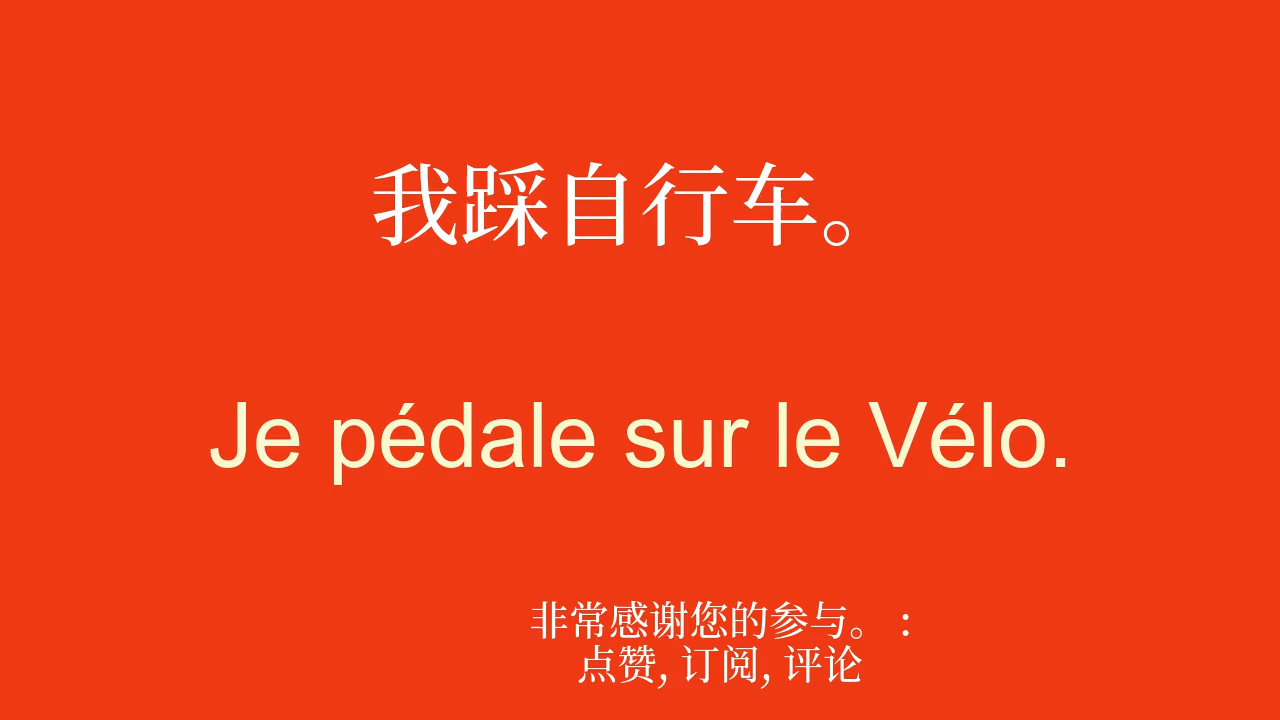 我踩自行车。
Je pédale sur le Vélo.
非常感谢您的参与。 :
点赞, 订阅, 评论